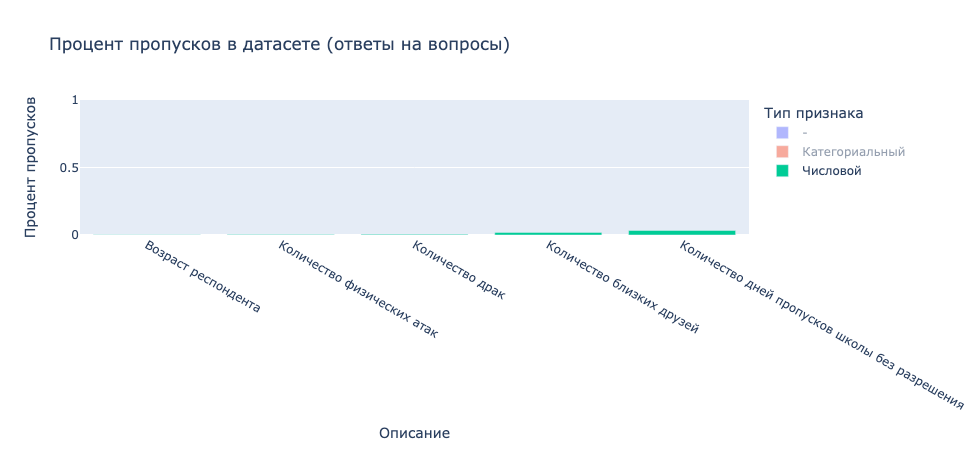 Процент пропусков в датасете (ответы на вопросы)
Процент пропусков
1
0.5
0
Возраст респондента
Количество физических атак
Количество драк
Количество близких друзей
Количество дней пропусков школы без разрешения
Описание
Тип признака
-
Категориальный
Числовой